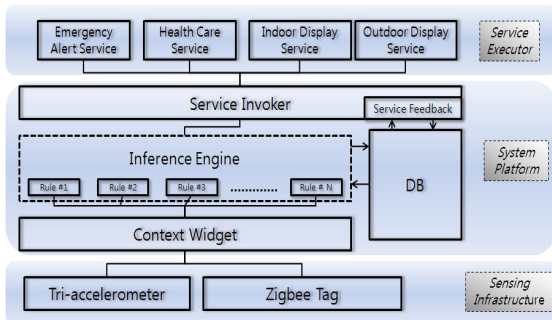 Emergency
Alert Service
Health Care
Service
Indoor Display
Service
Outdoor Display
Service
Service
Executor
Service Invoker
Service Feedback
Inference Engine
Rule #1
Rule #2
Rule #3
.............
Rule # N
DB
System
Platform
Context Widget
Tri-accelerometer
Zigbee Tag
Sensing
Infrastructure